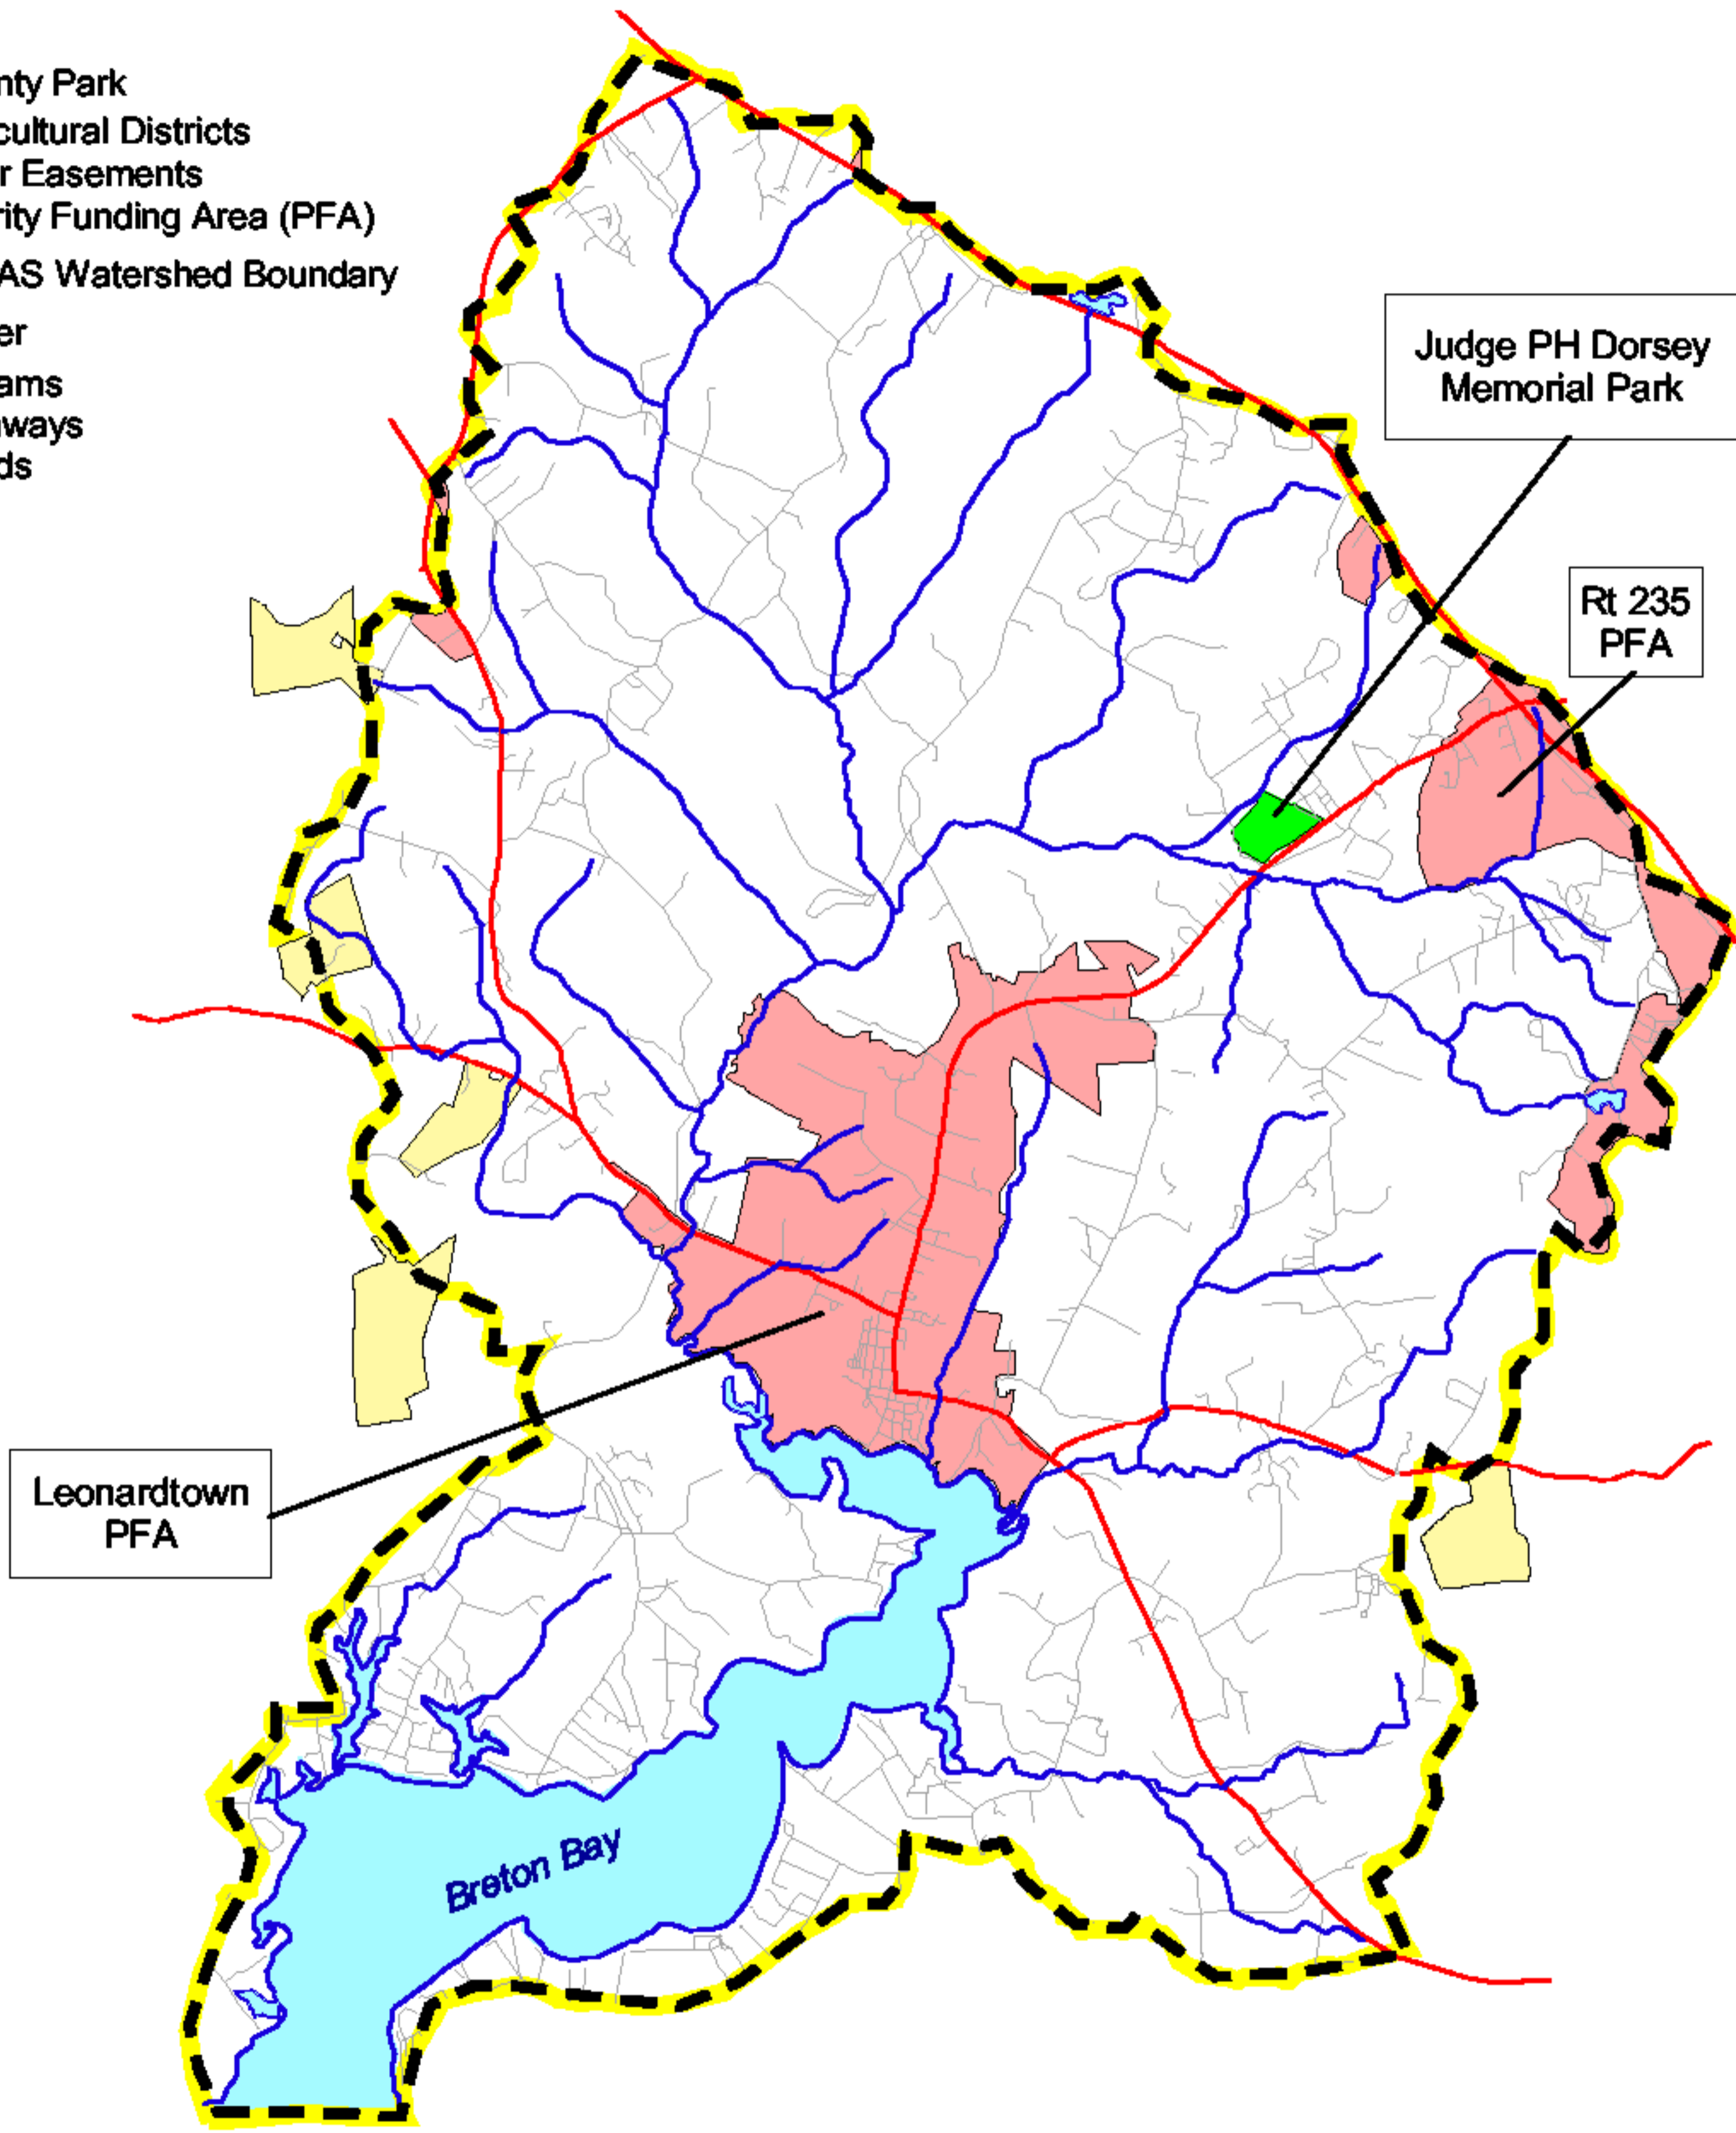 nty Park
cultural Districts
r Easements
rity Funding Area (PFA)
AS Watershed Boundary
er
ams
ways
ds
Judge PH Dorsey
Memorial Park
Rt 235
PFA
Leonardtown
PFA
Breton Bay